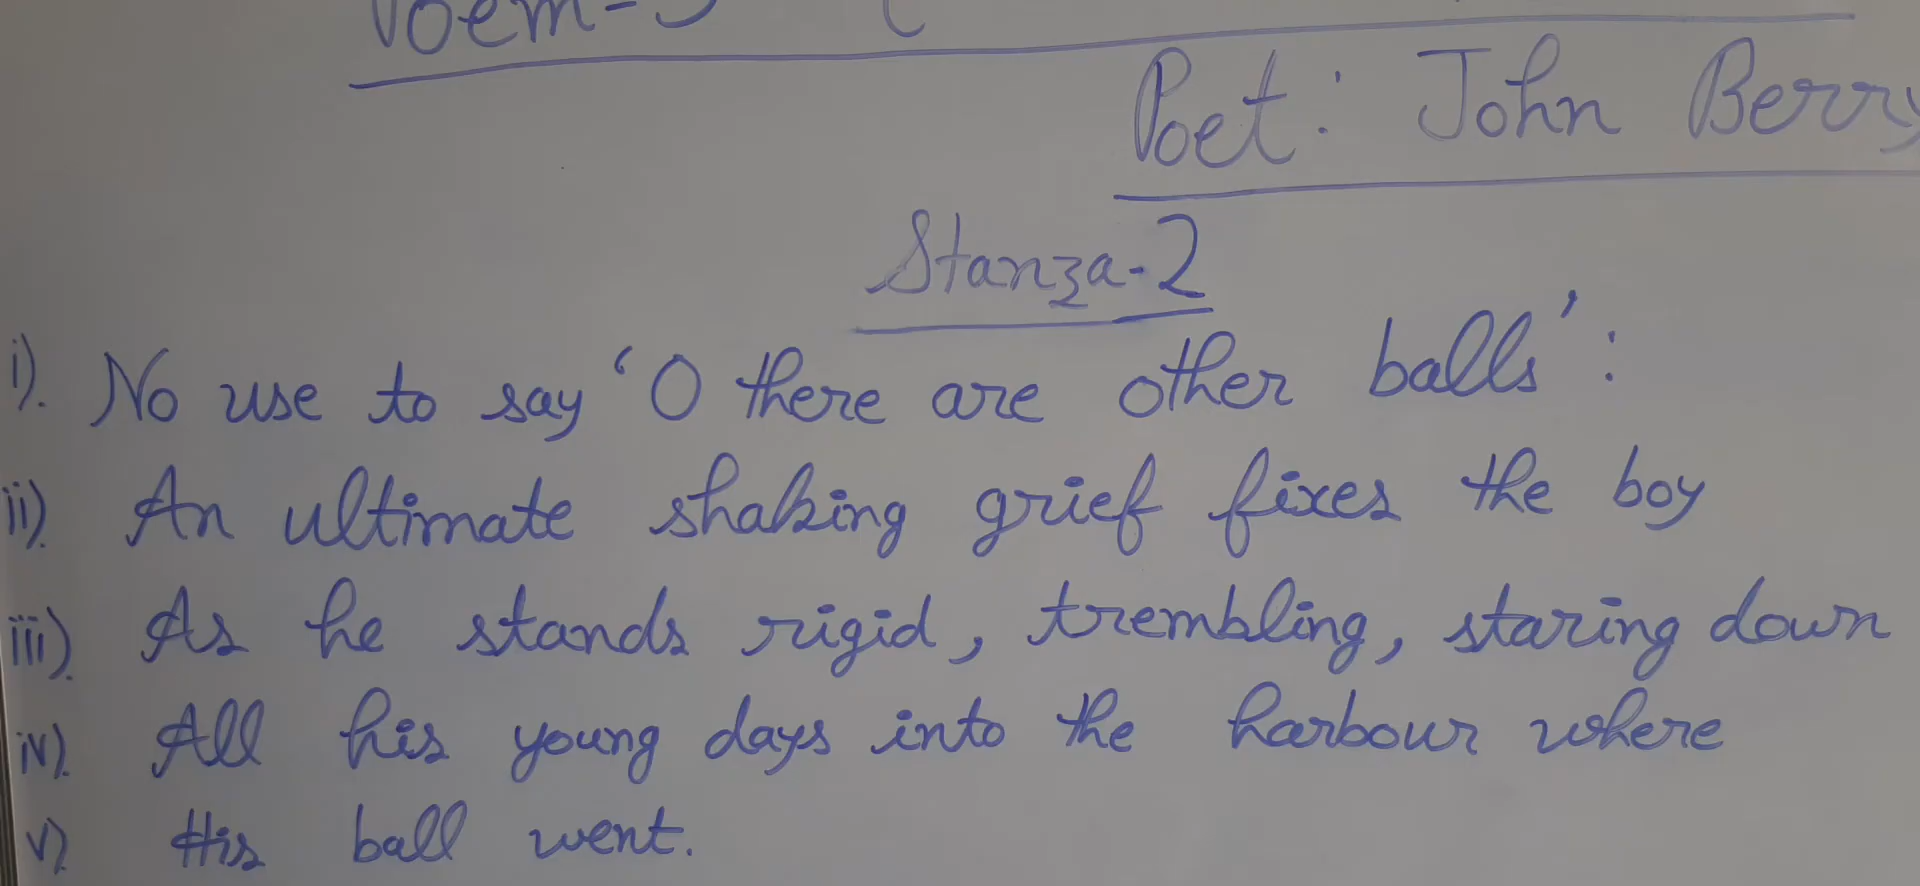 Poem-
Poet: John Berry
Stanza-2
i). No use to say 'O there are other balls':
ii). An ultimate shaking grief fixes the boy
iii). As he stands rigid, trembling, staring down
iv). All his young days into the harbour where
v). His ball went.